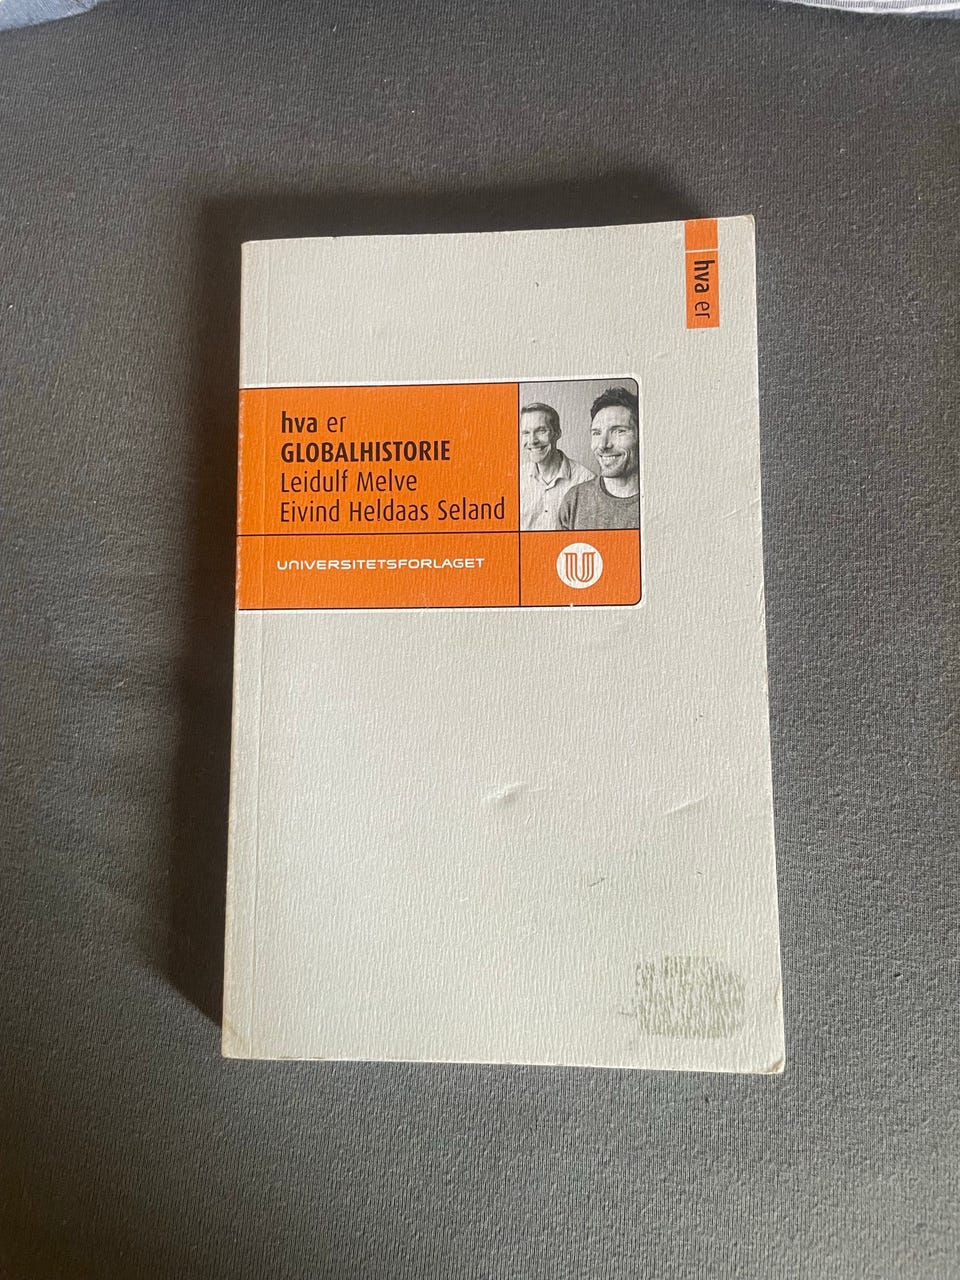 hva er
hva er
GLOBALHISTORIE
Leidulf Melve
Eivind Heldaas Seland
UNIVERSITETSFORLAGET
U